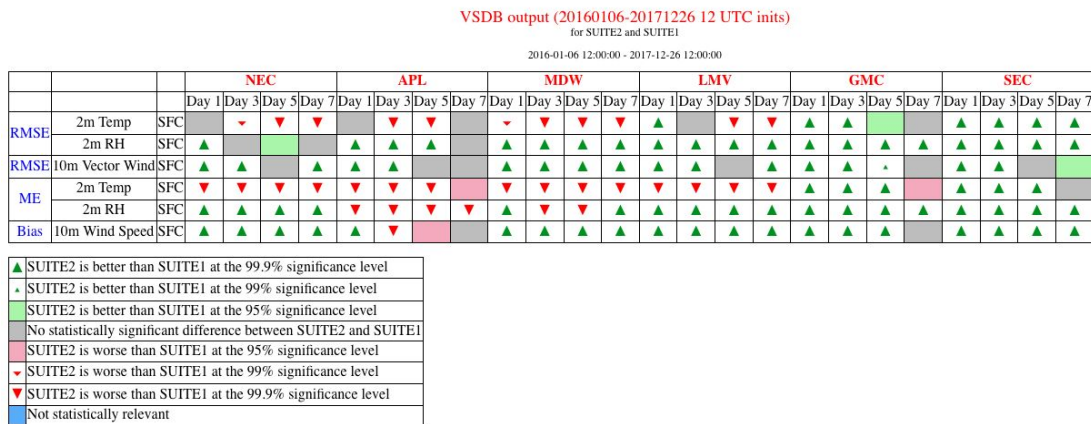 VSDB output (20160106-20171226 12 UTC inits)
for SUITE2 and SUITE1
2016-01-06 12:00:00 - 2017-12-26 12:00:00
NEC APL MDW LMV GMC SEC
Day 1 Day 3 Day 5 Day 7 Day 1 Day 3 Day 5 Day 7 Day 1 Day 3 Day 5 Day 7 Day 1 Day 3 Day 5 Day 7 Day 1 Day 3 Day 5 Day 7 Day 1 Day 3 Day 5 Day 7
RMSE 2m Temp SFC
2m RH SFC
RMSE 10m Vector Wind SFC
ME 2m Temp SFC
2m RH SFC
Bias 10m Wind Speed SFC
SUITE2 is better than SUITE1 at the 99.9% significance level
SUITE2 is better than SUITE1 at the 99% significance level
SUITE2 is better than SUITE1 at the 95% significance level
No statistically significant difference between SUITE2 and SUITE1
SUITE2 is worse than SUITE1 at the 95% significance level
SUITE2 is worse than SUITE1 at the 99% significance level
SUITE2 is worse than SUITE1 at the 99.9% significance level
Not statistically relevant